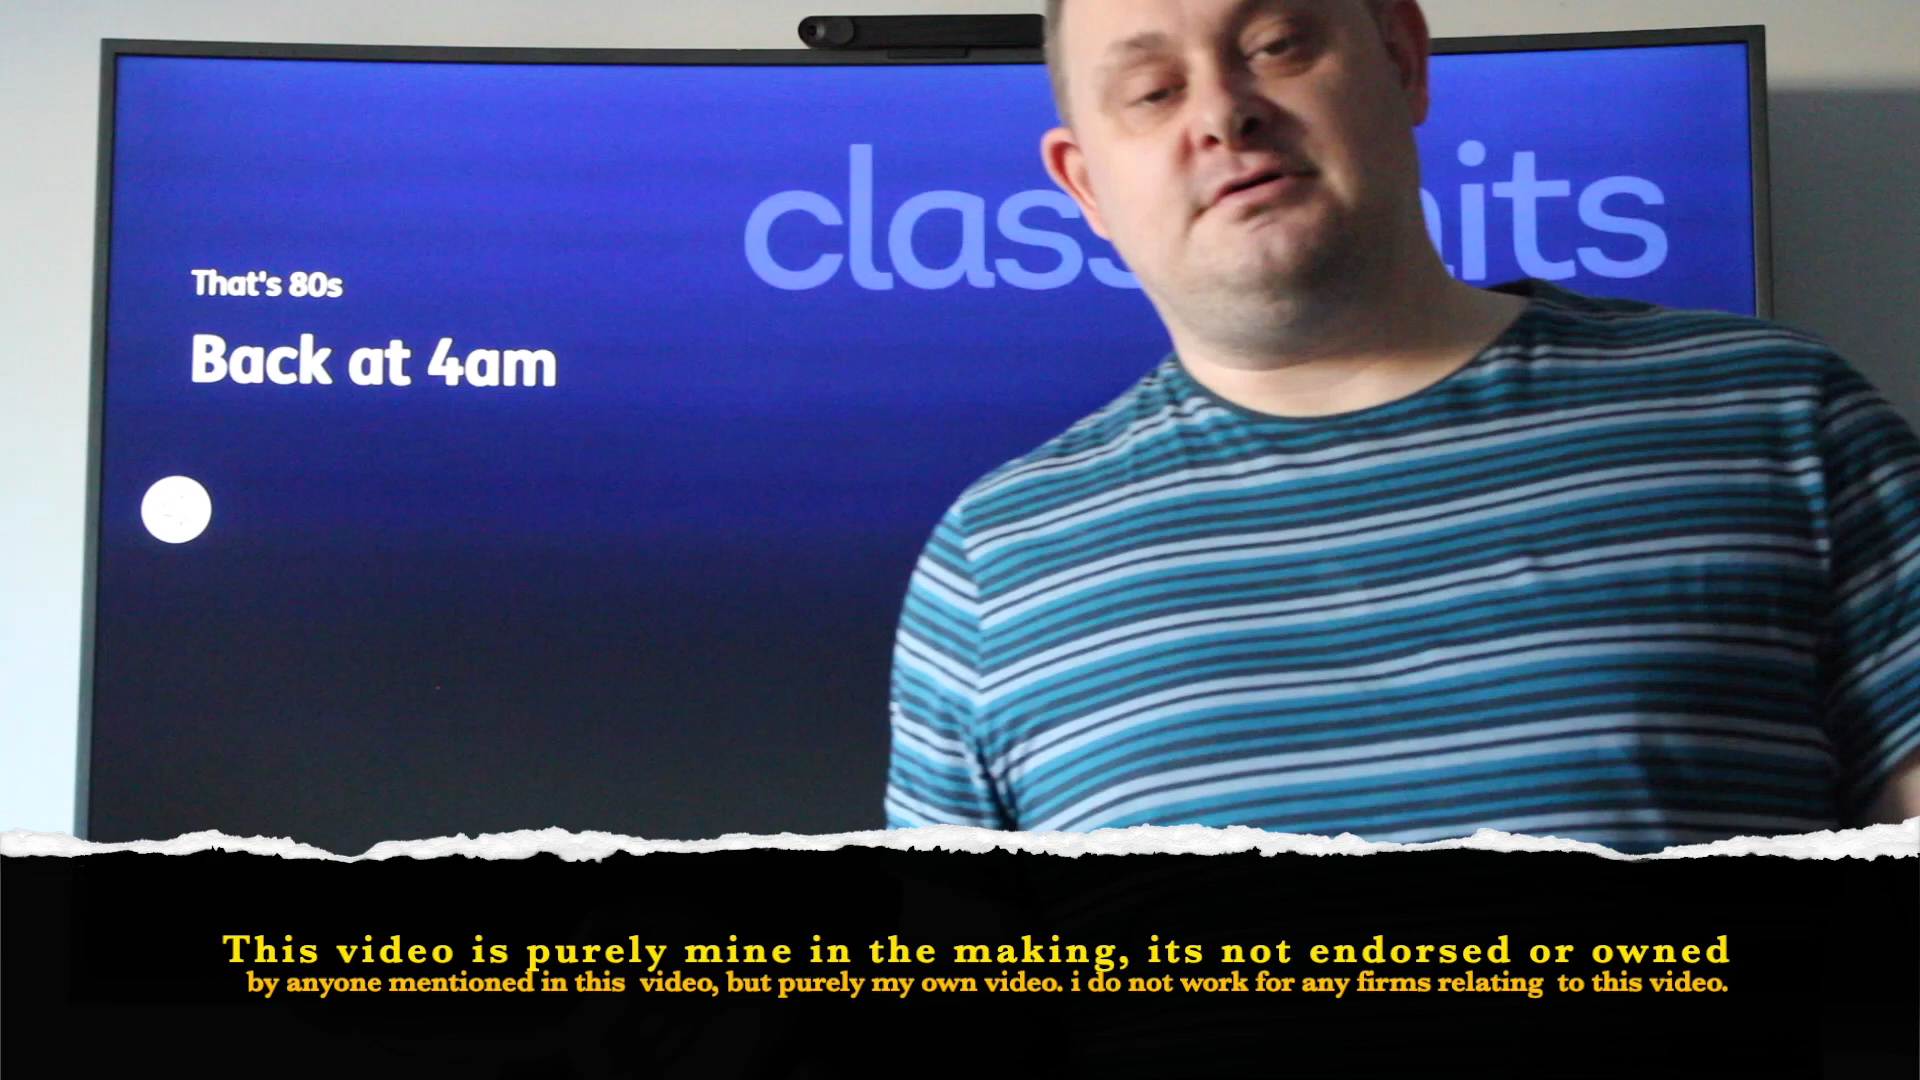 class its
That's 80s
Back at 4am
This video is purely mine in the making, its not endorsed or owned
by anyone mentioned in this video, but purely my own video. i do not work for any firms relating to this video.